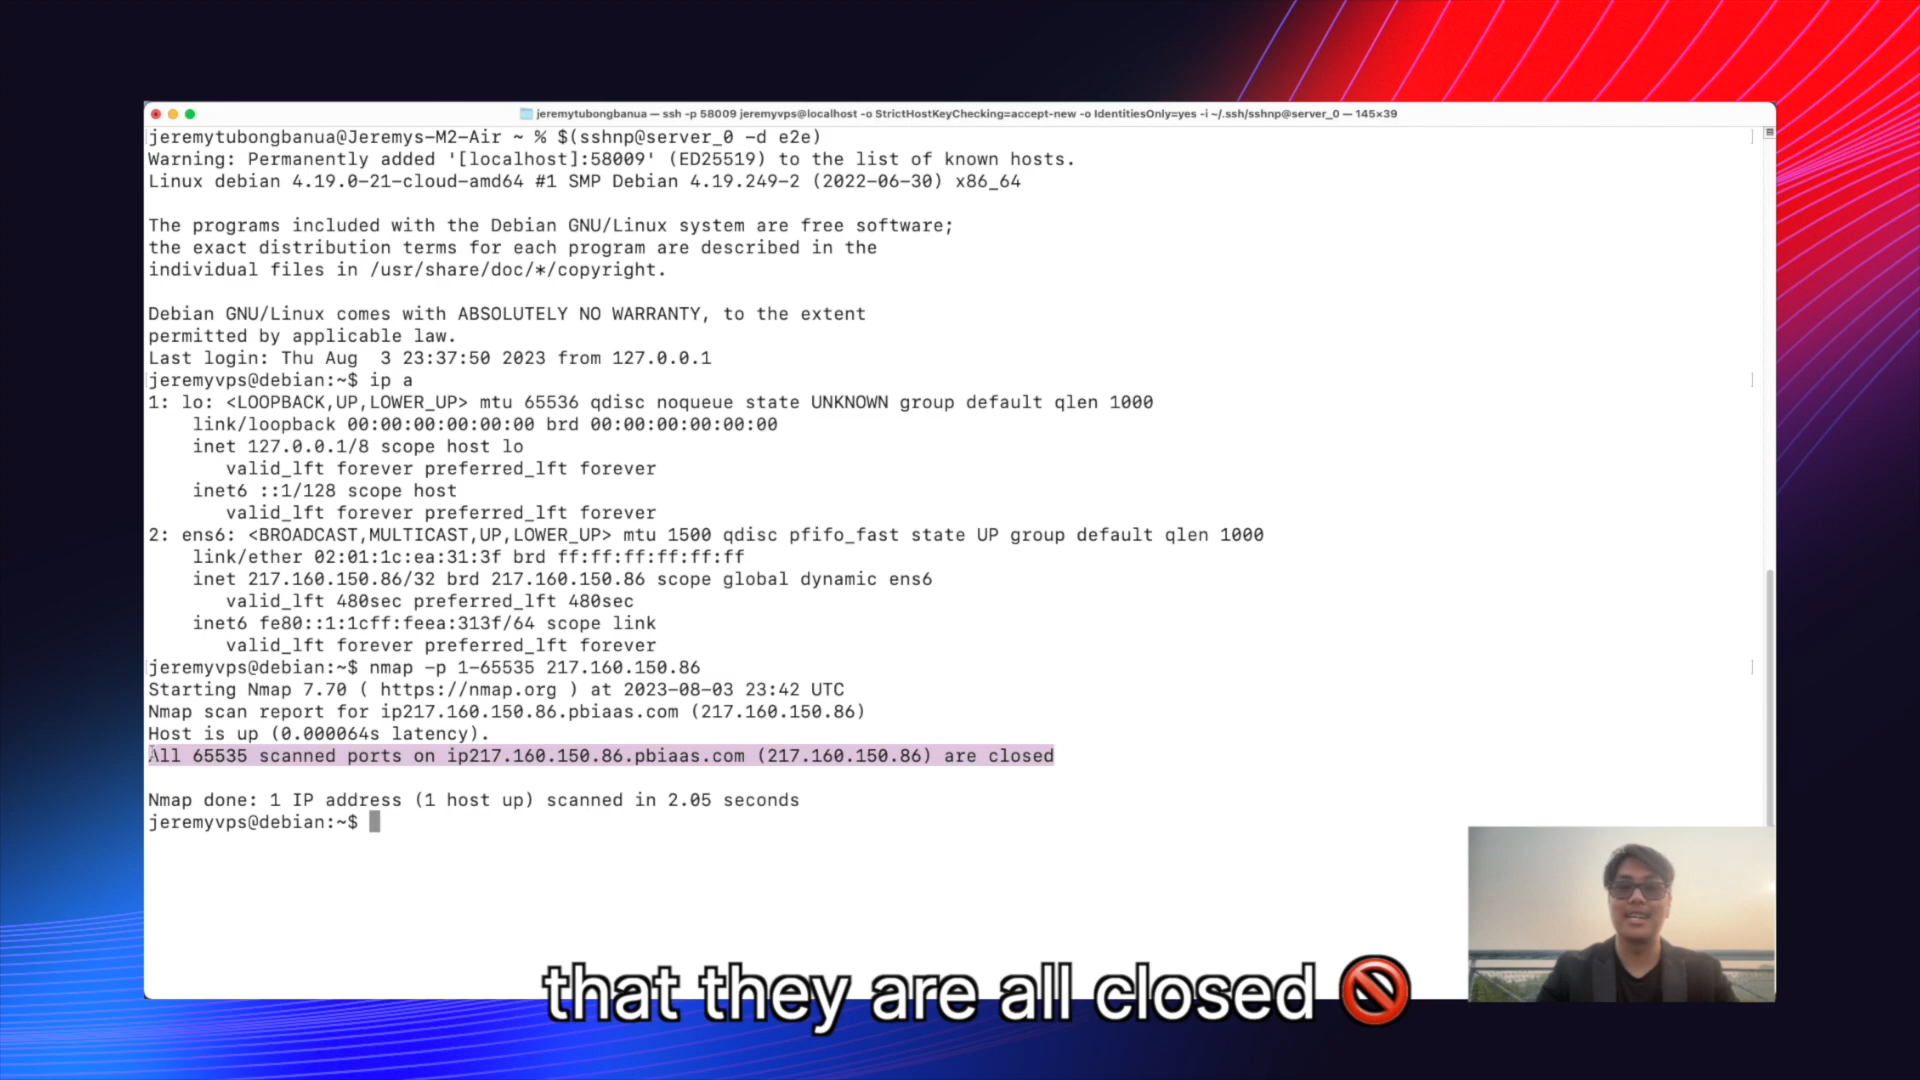 jeremytubongbanua — ssh -p 58009 jeremyvps@localhost -o StrictHostKeyChecking=accept-new -o IdentitiesOnly=yes -i ~/.ssh/sshnp@server_0 — 145×39
jeremytubongbanua@Jeremys-M2-Air ~ % $(sshnp@server_0 -d e2e)
Warning: Permanently added '[localhost]:58009' (ED25519) to the list of known hosts.
Linux debian 4.19.0-21-cloud-amd64 #1 SMP Debian 4.19.249-2 (2022-06-30) x86_64
The programs included with the Debian GNU/Linux system are free software;
the exact distribution terms for each program are described in the
individual files in /usr/share/doc/*/copyright.
Debian GNU/Linux comes with ABSOLUTELY NO WARRANTY, to the extent
permitted by applicable law.
Last login: Thu Aug  3 23:37:50 2023 from 127.0.0.1
jeremyvps@debian:~$ ip a
1: lo: <LOOPBACK,UP,LOWER_UP> mtu 65536 qdisc noqueue state UNKNOWN group default qlen 1000
link/loopback 00:00:00:00:00:00 brd 00:00:00:00:00:00
inet 127.0.0.1/8 scope host lo
valid_lft forever preferred_lft forever
inet6 ::1/128 scope host
valid_lft forever preferred_lft forever
2: ens6: <BROADCAST,MULTICAST,UP,LOWER_UP> mtu 1500 qdisc pfifo_fast state UP group default qlen 1000
link/ether 02:01:1c:ea:31:3f brd ff:ff:ff:ff:ff:ff
inet 217.160.150.86/32 brd 217.160.150.86 scope global dynamic ens6
valid_lft 480sec preferred_lft 480sec
inet6 fe80::1:1cff:feea:313f/64 scope link
valid_lft forever preferred_lft forever
jeremyvps@debian:~$ nmap -p 1-65535 217.160.150.86
Starting Nmap 7.70 ( https://nmap.org ) at 2023-08-03 23:42 UTC
Nmap scan report for ip217.160.150.86.pbiaas.com (217.160.150.86)
Host is up (0.000064s latency).
All 65535 scanned ports on ip217.160.150.86.pbiaas.com (217.160.150.86) are closed
Nmap done: 1 IP address (1 host up) scanned in 2.05 seconds
jeremyvps@debian:~$
that they are all closed 🚫